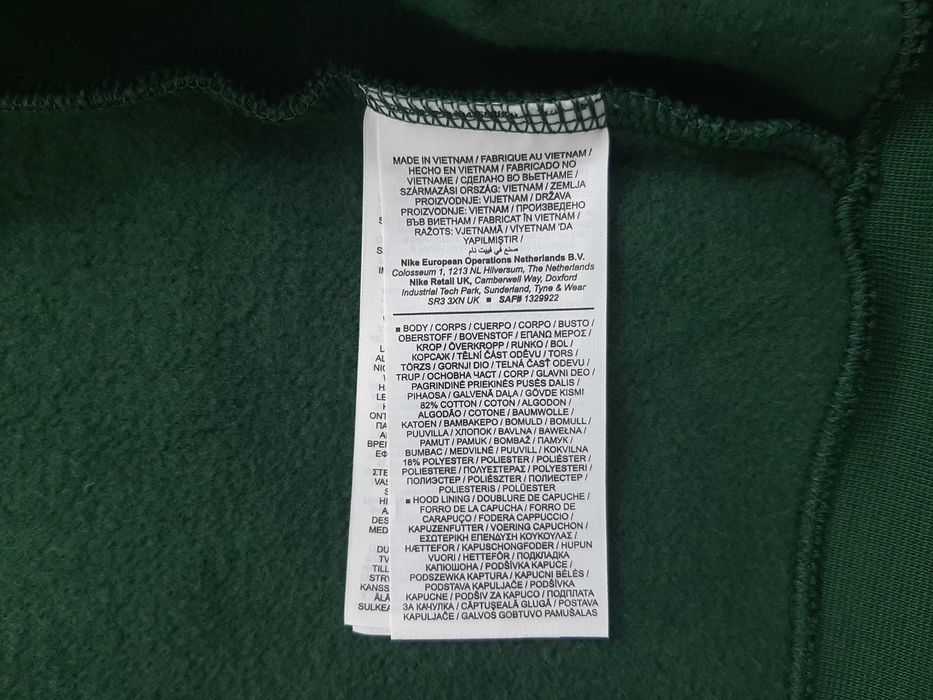 MADE IN VIETNAM / FABRIQUE AU VIETNAM /
HECHO EN VIETNAM / FABRICADO NO
VIETNAME / СДЕЛАНО ВО ВЬЕТНАМЕ /
SZÁRMAZÁSI ORSZÁG: VIETNAM / ZEMLJA
PROIZVODNJE: VIJETNAM / DRŽAVA
PROIZVODNJE: VIETNAM / ПРОИЗВЕДЕНО
ВЪВ ВИЕТНАМ / FABRICAT ÎN VIETNAM /
RAŽOTS: VJETNAMĀ / VİYETNAM 'DA
YAPILMIŞTIR /
صنع في فييت نام
Nike European Operations Netherlands B.V.
Colosseum 1, 1213 NL Hilversum, The Netherlands
Nike Retail UK, Camberwell Way, Doxford
Industrial Tech Park, Sunderland, Tyne & Wear
SR3 3XN UK ■ SAF# 1329922
■ BODY / CORPS / CUERPO / CORPO / BUSTO /
OBERSTOFF / BOVENSTOF / ΕΠΑΝΩ ΜΕΡΟΣ /
KROP / ÖVERKROPP / RUNKO / BOL /
КОРСАЖ / TĚLNÍ ČÁST ODĚVU / TORS /
TÖRZS / GORNJI DIO / TELNÁ ČASŤ ODEVU /
TRUP / ОСНОВНА ЧАСТ / CORP / GLAVNI DEO /
PAGRINDINĖ PRIEKINĖS PUSĖS DALIS /
PIHAOSA / GALVENĀ DAĻA / GÖVDE KISMI
82% COTTON / COTON / ALGODON /
ALGODÃO / COTONE / BAUMWOLLE /
KATOEN / ΒΑΜΒΑΚΕΡΟ / BOMULD / BOMULL /
PUUVILLA / ХЛОПОК / BAVLNA / BAWEŁNA /
PAMUT / PAMUK / BOMBAŽ / ПАМУК /
BUMBAC / MEDVILNĖ / PUUVILL / KOKVILNA
18% POLYESTER / POLIESTER / POLIÉSTER /
POLIESTERE / ΠΟΛΥΕΣΤΕΡΑΣ / POLYESTERI /
ПОЛИЭСТЕР / POLIÉSZTER / ПОЛИЕСТЕР /
POLIESTERIS / POLÜESTER
■ HOOD LINING / DOUBLURE DE CAPUCHE /
FORRO DE LA CAPUCHA / FORRO DE
CARAPUÇO / FODERA CAPPUCCIO /
KAPUZENFUTTER / VOERING CAPUCHON /
ΕΣΩΤΕΡΙΚΗ ΕΠΕΝΔΥΣΗ ΚΟΥΚΟΥΛΑΣ /
HÆTTEFOR / KAPUSCHONGFODER / HUPUN
VUORI / HETTEFÔR / ПОДКЛАДКА
КАПЮШОНА / PODŠÍVKA KAPUCE /
PODSZEWKA KAPTURA / KAPUCNI BÉLÉS /
PODSTAVA KAPULJAČE / PODŠÍVKA
KAPUCNE / PODŠIV ZA KAPUCO / ПОДПЛАТА
ЗА КАЧУЛКА / CĂPTUŞEALĂ GLUGĂ / POSTAVA
KAPULJAČE / GALVOS GOBTUVO PAMUŠALAS